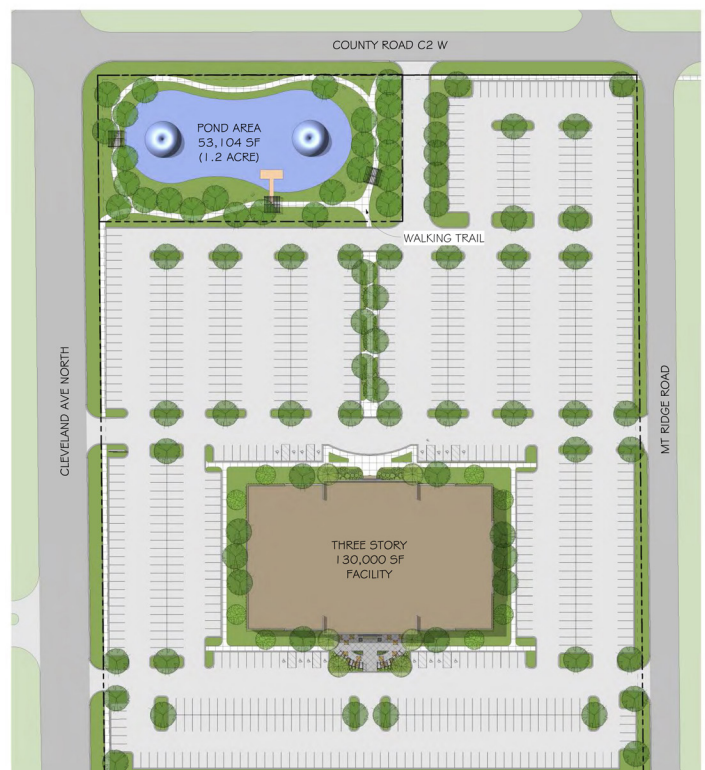 COUNTY ROAD C2 W
POND AREA
53,104 SF
(1.2 ACRE)
WALKING TRAIL
CLEVELAND AVE NORTH
MT RIDGE ROAD
THREE STORY
130,000 SF
FACILITY